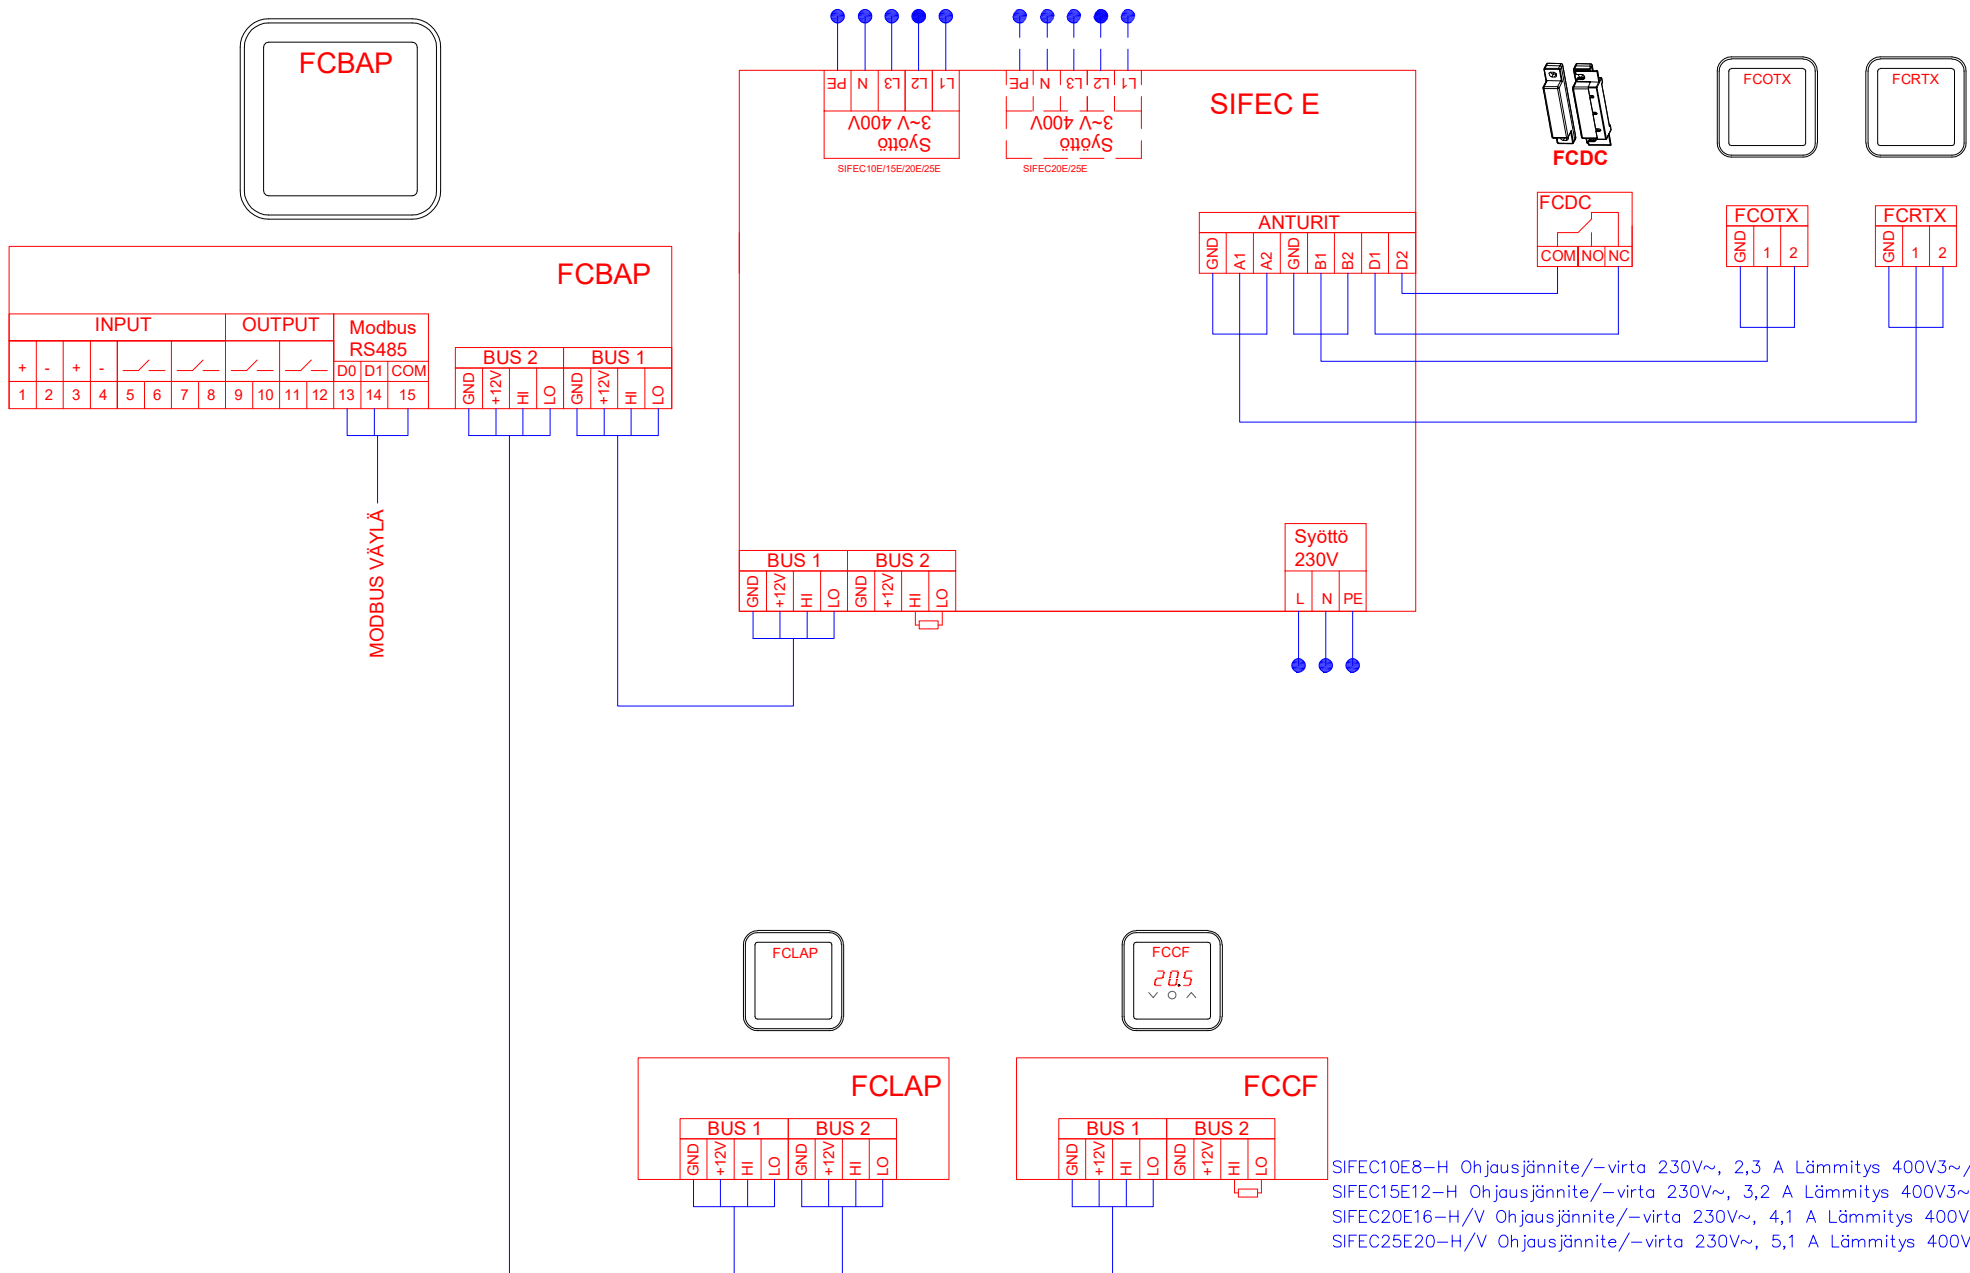 FCBAP
FCBAP
INPUT OUTPUT Modbus RS485
+ - + - D0 D1 COM
1 2 3 4 5 6 7 8 9 10 11 12 13 14 15
BUS 2 BUS 1
GND +12V HI LO GND +12V HI LO
MODBUS VÄYLÄ
PE N L3 L2 L1
3~V 400V
Syöttö
SIFEC10E/15E/20E/25E
PE N L3 L2 L1
3~V 400V
Syöttö
SIFEC20E/25E
SIFEC E
ANTURIT
GND A1 A2 GND B1 B2 D1 D2
BUS 1 BUS 2
GND +12V HI LO GND +12V HI LO
Syöttö
230V
L N PE
FCDC
FCDC
COM NO NC
FCOTX
FCOTX
GND 1 2
FCRTX
FCRTX
GND 1 2
FCLAP
FCLAP
BUS 1 BUS 2
GND +12V HI LO GND +12V HI LO
FCCF
20.5
FCCF
BUS 1 BUS 2
GND +12V HI LO GND +12V HI LO
SIFEC10E8-H Ohjausjännite/-virta 230V~, 2,3 A Lämmitys 400V3~/
SIFEC15E12-H Ohjausjännite/-virta 230V~, 3,2 A Lämmitys 400V3~
SIFEC20E16-H/V Ohjausjännite/-virta 230V~, 4,1 A Lämmitys 400V
SIFEC25E20-H/V Ohjausjännite/-virta 230V~, 5,1 A Lämmitys 400V